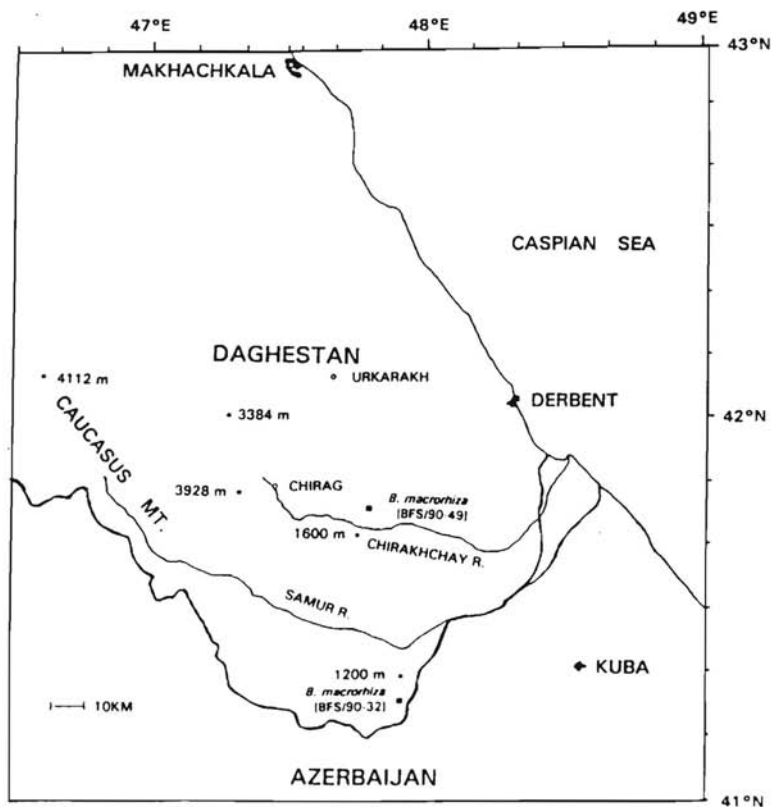 47°E 48°E 49°E
43°N
MAKHACHKALA
CASPIAN SEA
DAGHESTAN
4112 m
URKARAKH
DERBENT
3384 m
42°N
CAUCASUS MT.
3928 m
CHIRAG
B. macrorhiza
[BFS/90-49]
1600 m
CHIRAKHCHAY R.
SAMUR R.
1200 m
KUBA
B. macrorhiza
[BFS/90-32]
10KM
AZERBAIJAN
41°N